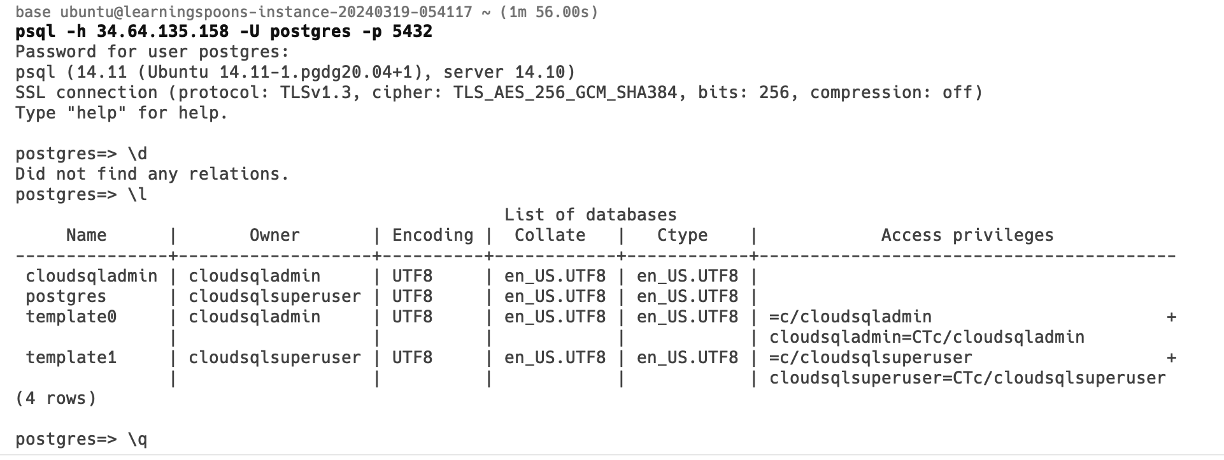 base ubuntu@learningspoons-instance-20240319-054117 ~ (1m 56.00s)
psql -h 34.64.135.158 -U postgres -p 5432
Password for user postgres:
psql (14.11 (Ubuntu 14.11-1.pgdg20.04+1), server 14.10)
SSL connection (protocol: TLSv1.3, cipher: TLS_AES_256_GCM_SHA384, bits: 256, compression: off)
Type "help" for help.

postgres=> \d
Did not find any relations.
postgres=> \l
                                                List of databases
     Name      |       Owner       | Encoding |  Collate   |   Ctype    |            Access privileges
---------------+-------------------+----------+------------+------------+-----------------------------------------
 cloudsqladmin | cloudsqladmin     | UTF8     | en_US.UTF8 | en_US.UTF8 |
 postgres      | cloudsqlsuperuser | UTF8     | en_US.UTF8 | en_US.UTF8 |
 template0     | cloudsqladmin     | UTF8     | en_US.UTF8 | en_US.UTF8 | =c/cloudsqladmin                       +
               |                   |          |            |            | cloudsqladmin=CTc/cloudsqladmin
 template1     | cloudsqlsuperuser | UTF8     | en_US.UTF8 | en_US.UTF8 | =c/cloudsqlsuperuser                   +
               |                   |          |            |            | cloudsqlsuperuser=CTc/cloudsqlsuperuser
(4 rows)

postgres=> \q